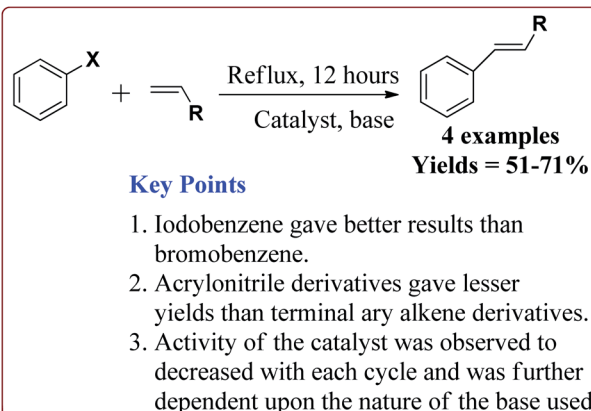 X
+
R
Reflux, 12 hours
Catalyst, base
R
4 examples
Yields = 51-71%
Key Points
1. Iodobenzene gave better results than
bromobenzene.
2. Acrylonitrile derivatives gave lesser
yields than terminal ary alkene derivatives.
3. Activity of the catalyst was observed to
decreased with each cycle and was further
dependent upon the nature of the base used